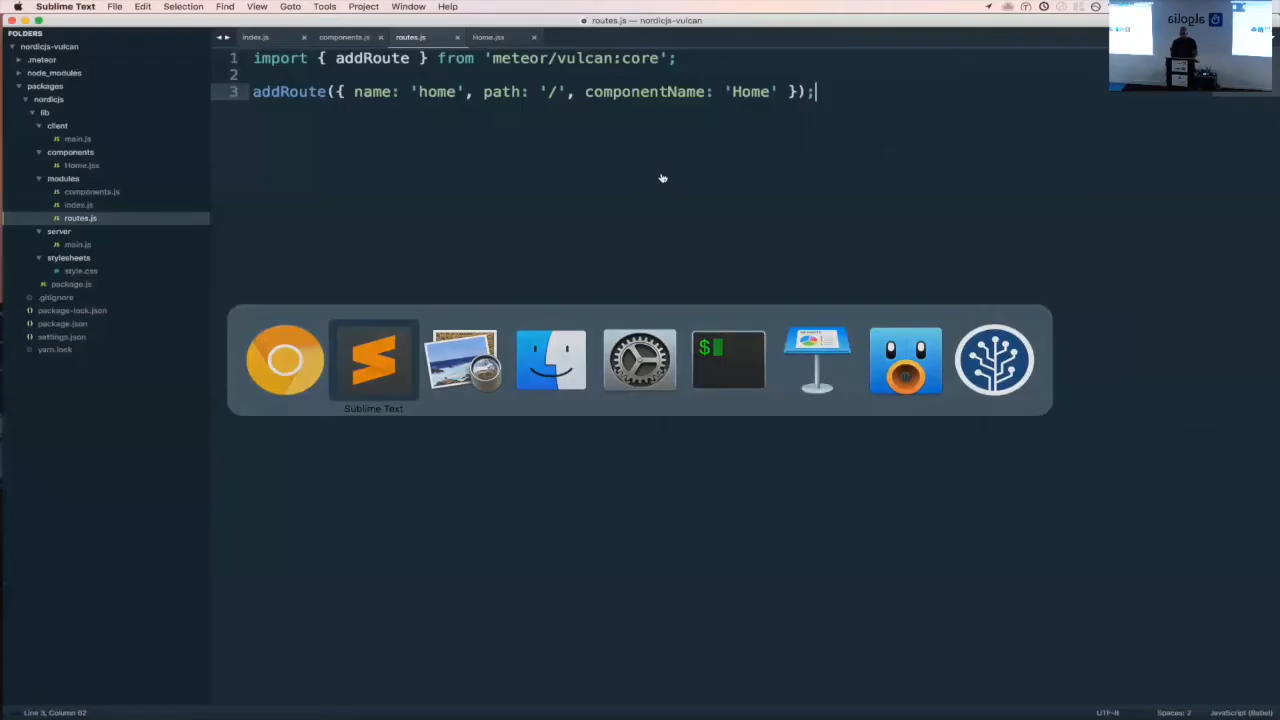 Sublime Text File Edit Selection Find View Goto Tools Project Window Help
routes.js — nordicjs-vulcan
algolia
FOLDERS
nordicjs-vulcan
.meteor
node_modules
packages
nordicjs
lib
client
main.js
components
Home.jsx
modules
components.js
index.js
routes.js
server
main.js
stylesheets
style.css
package.js
.gitignore
package-lock.json
package.json
settings.json
yarn.lock
index.js components.js routes.js Home.jsx
1 import { addRoute } from 'meteor/vulcan:core';
2
3 addRoute({ name: 'home', path: '/', componentName: 'Home' });
$
Sublime Text
Line 3, Column 62 UTF-8 Spaces: 2 JavaScript (Babel)